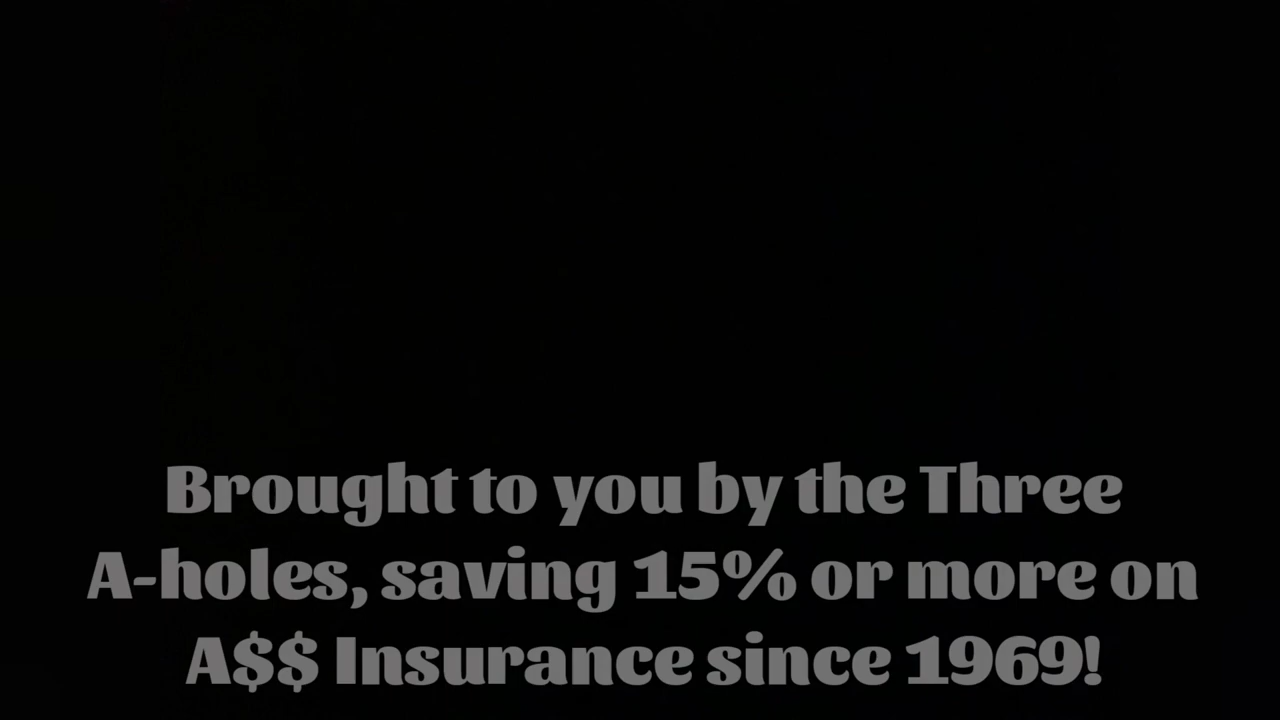 Brought to you by the Three
A-holes, saving 15% or more on
A$$ Insurance since 1969!